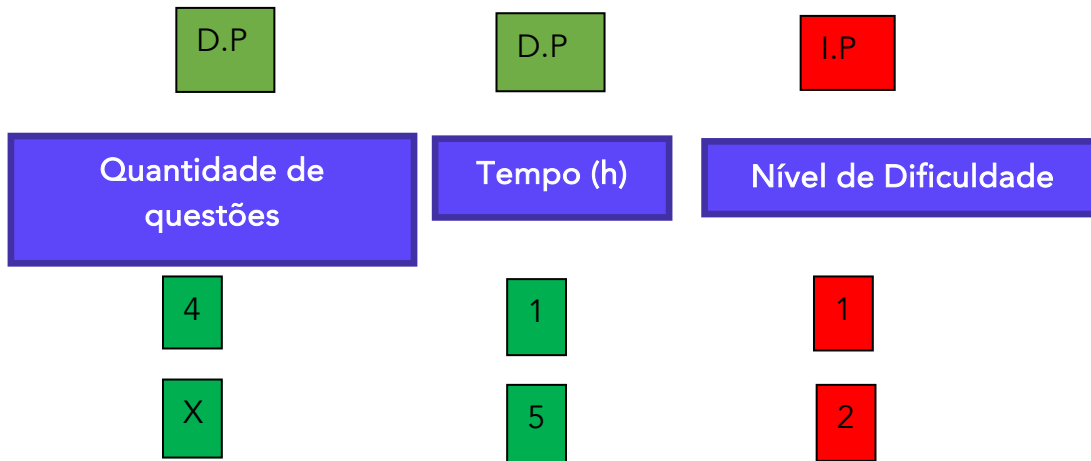 D.P
D.P
I.P
Quantidade de
questões
Tempo (h)
Nível de Dificuldade
4
1
1
X
5
2